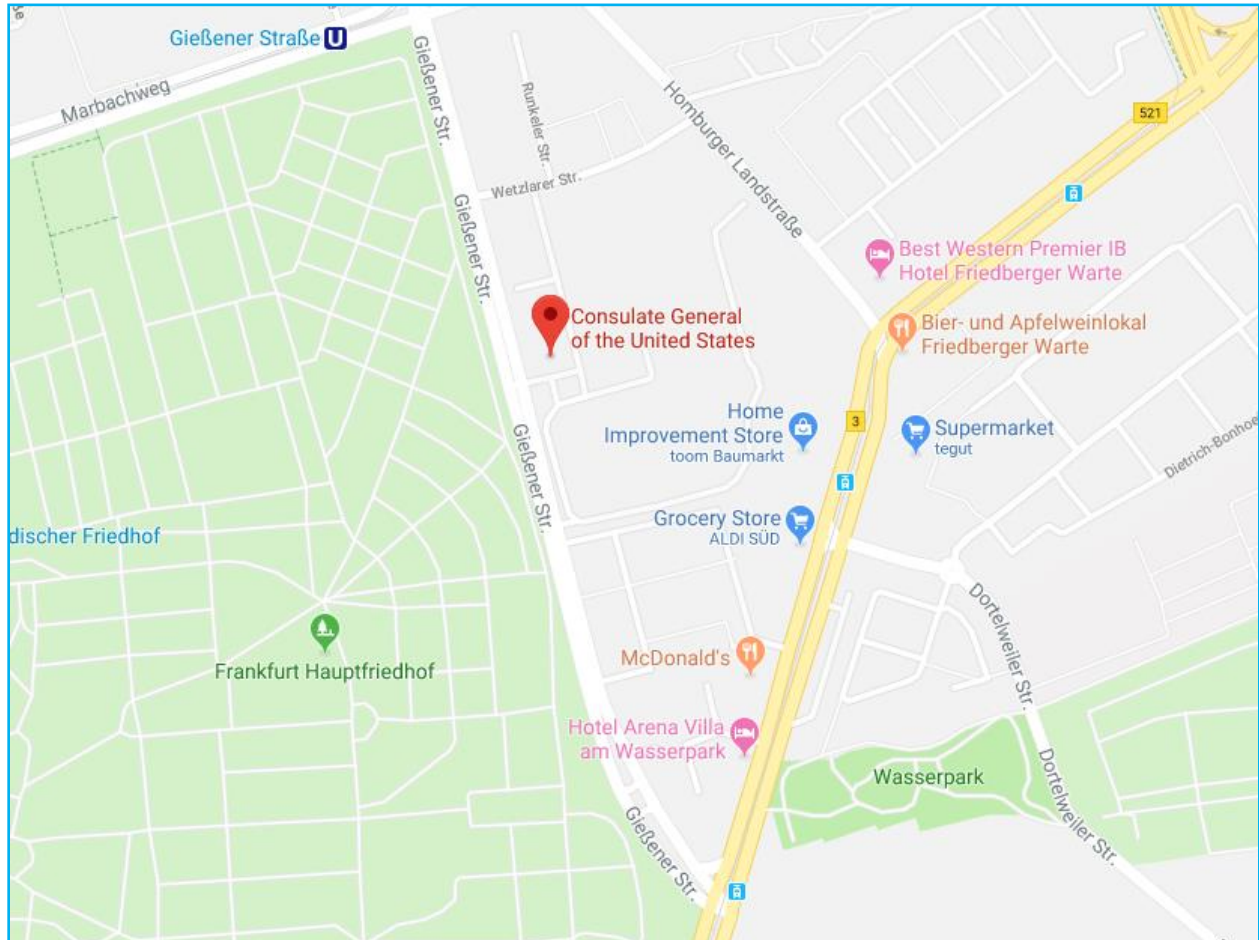 Gießener Straße U
Gießener Str.
Marbachweg
Runkeler Str.
Homburger Landstraße
521
Wetzlarer Str.
Gießener Str.
Best Western Premier IB
Hotel Friedberger Warte
Consulate General
of the United States
Bier- und Apfelweinlokal
Friedberger Warte
Home
Improvement Store
toom Baumarkt
3
Supermarket
tegut
Gießener Str.
Dietrich-Bonhoe
Grocery Store
ALDI SÜD
discher Friedhof
Dortelweiler Str.
Frankfurt Hauptfriedhof
McDonald's
Hotel Arena Villa
am Wasserpark
Wasserpark
Dortelweiler Str.
Gießener Str.